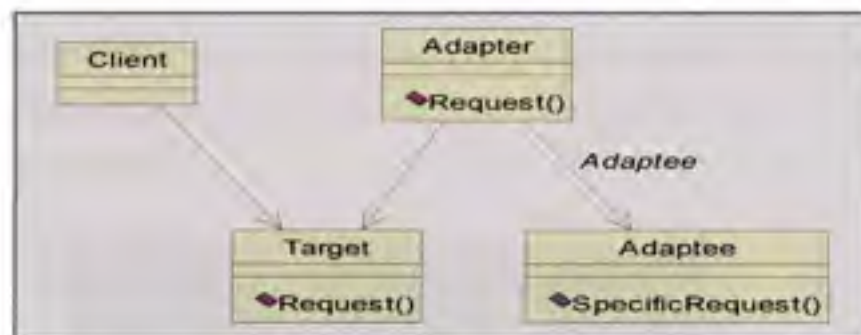 Client
Adapter
Request()
Adaptee
Target
Request()
Adaptee
SpecificRequest()